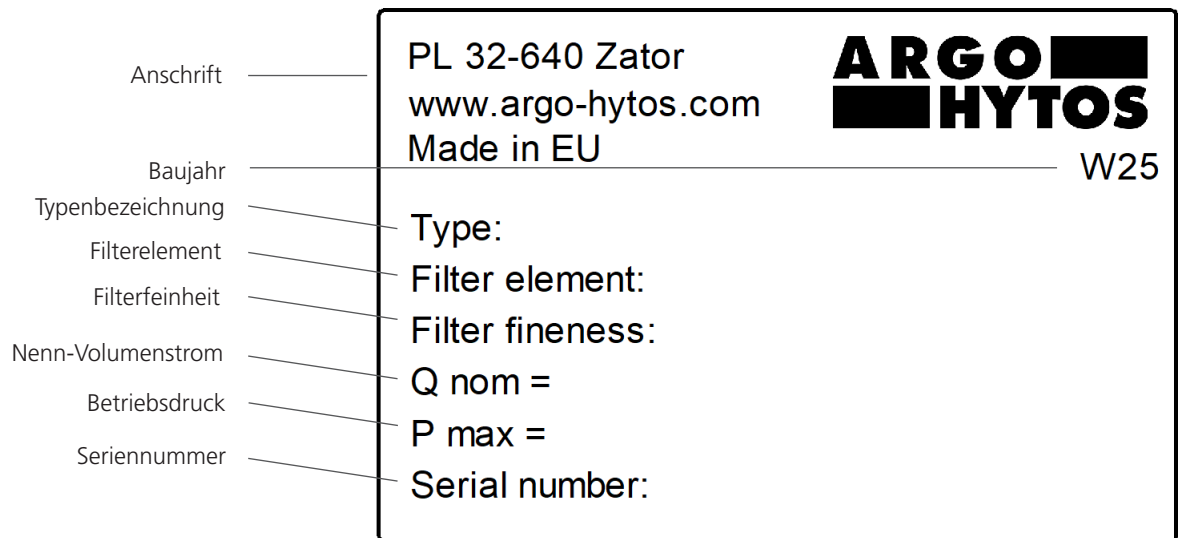 Anschrift
Baujahr
Typenbezeichnung
Filterelement
Filterfeinheit
Nenn-Volumenstrom
Betriebsdruck
Seriennummer
PL 32-640 Zator
www.argo-hytos.com
Made in EU
ARGO
HYTOS
W25
Type:
Filter element:
Filter fineness:
Q nom =
P max =
Serial number: